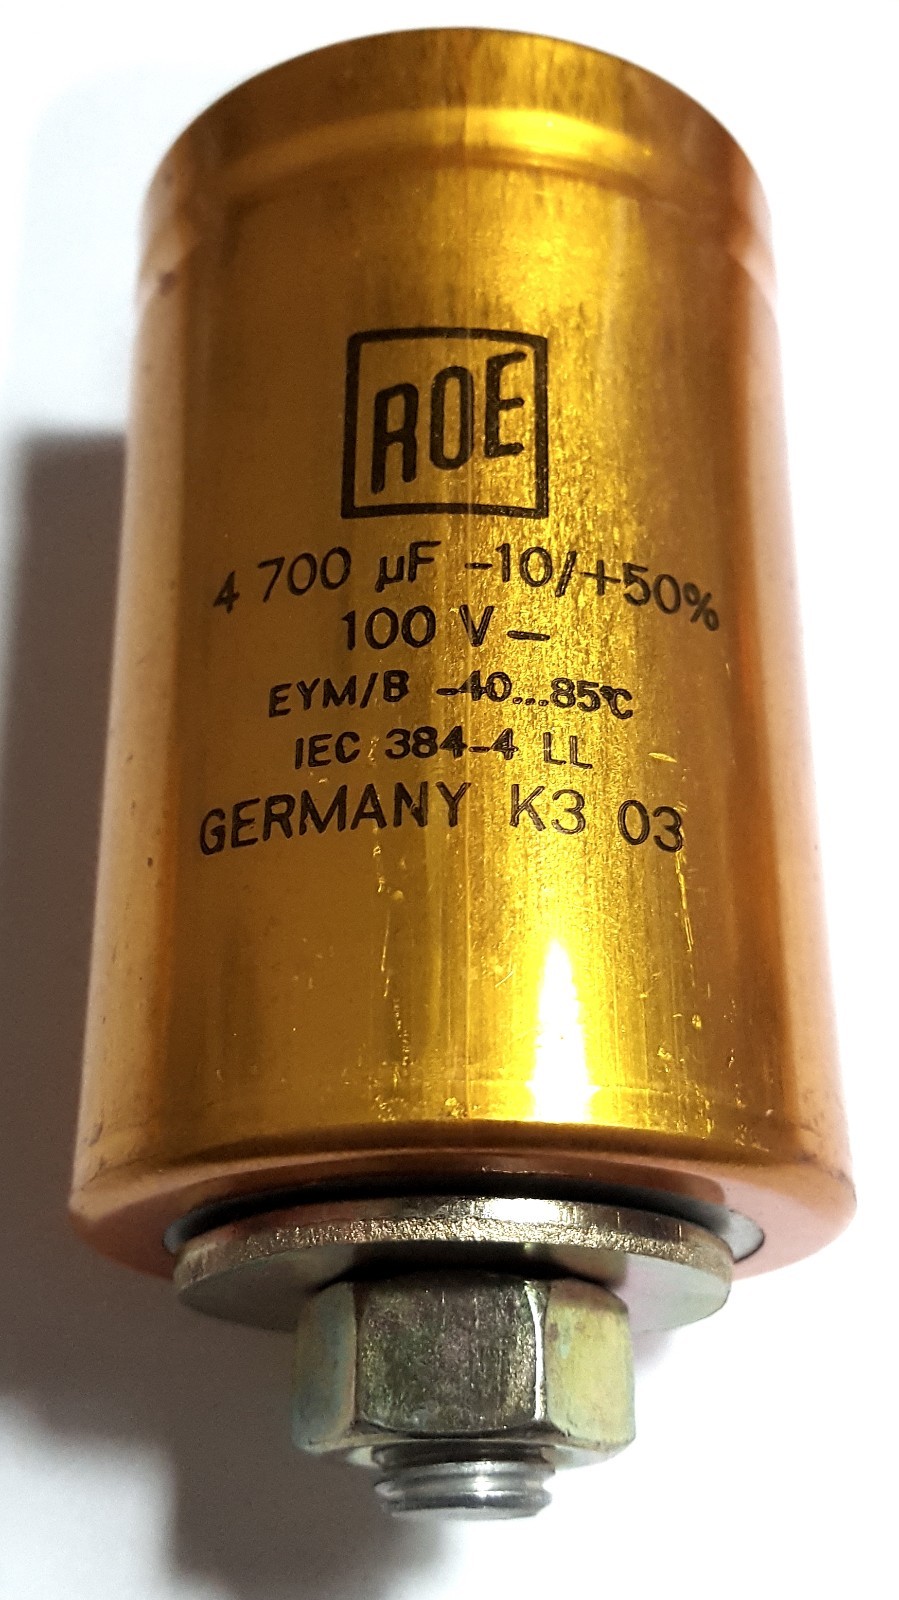 ROE
4 700 µF -10/+50%
100 V –
EYM/B -40...85°C
IEC 384-4 LL
GERMANY K3 03